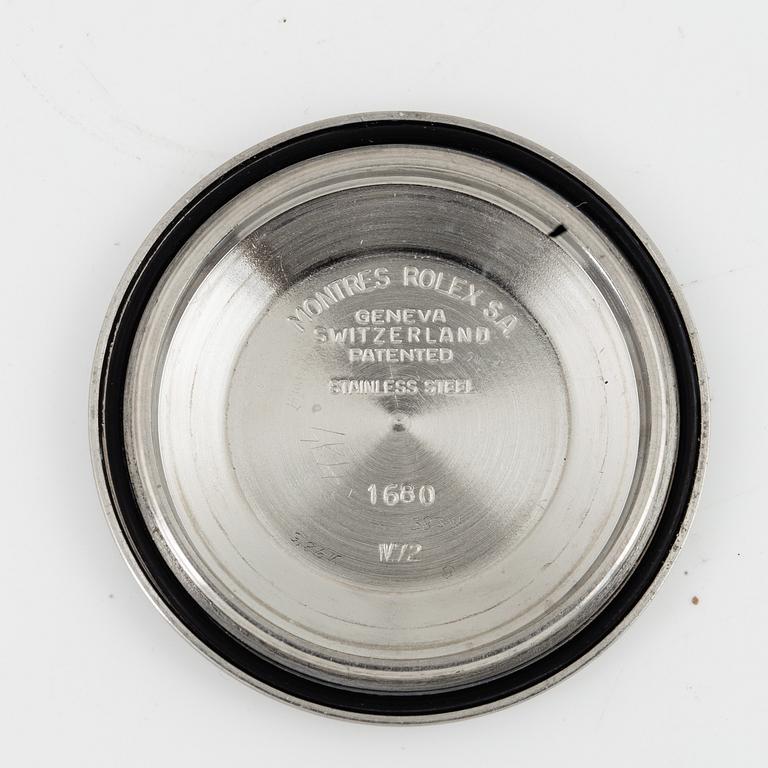 MONTRES ROLEX S.A.
GENEVA
SWITZERLAND
PATENTED
STAINLESS STEEL
1680
IV.72